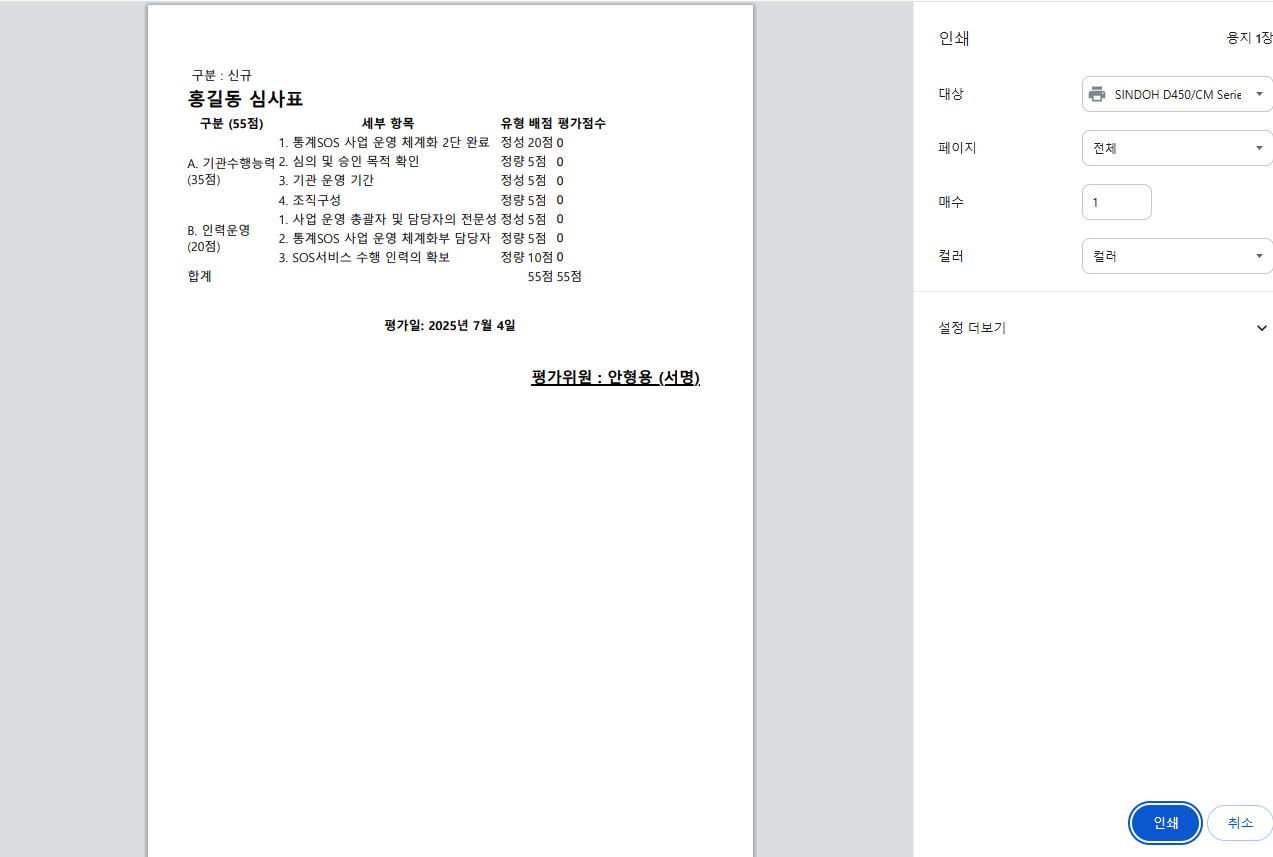 구분 : 신규
홍길동 심사표
구분 (55점) 세부 항목 유형 배점 평가점수
A. 기관수행능력
(35점)
1. 통계SOS 사업 운영 체계화 2단 완료 정성 20점 0
2. 심의 및 승인 목적 확인 정량 5점 0
3. 기관 운영 기간 정성 5점 0
4. 조직구성 정량 5점 0
B. 인력운영
(20점)
1. 사업 운영 총괄자 및 담당자의 전문성 정성 5점 0
2. 통계SOS 사업 운영 체계화부 담당자 정량 5점 0
3. SOS서비스 수행 인력의 확보 정량 10점 0
합계 55점 55점
평가일: 2025년 7월 4일
평가위원 : 안형용 (서명)
인쇄 용지 1장
대상 SINDOH D450/CM Serie
페이지 전체
매수 1
컬러 컬러
설정 더보기
인쇄 취소